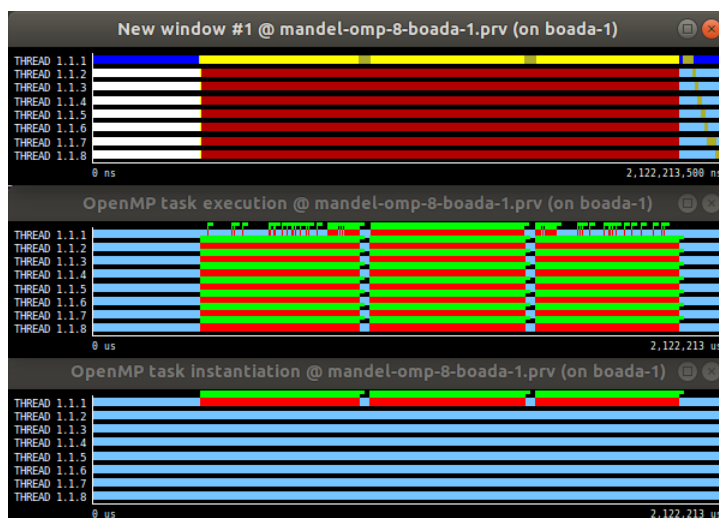 New window #1 @ mandel-omp-8-boada-1.prv (on boada-1)
THREAD 1.1.1
THREAD 1.1.2
THREAD 1.1.3
THREAD 1.1.4
THREAD 1.1.5
THREAD 1.1.6
THREAD 1.1.7
THREAD 1.1.8
0 ns 2,122,213,500 ns
OpenMP task execution @ mandel-omp-8-boada-1.prv (on boada-1)
THREAD 1.1.1
THREAD 1.1.2
THREAD 1.1.3
THREAD 1.1.4
THREAD 1.1.5
THREAD 1.1.6
THREAD 1.1.7
THREAD 1.1.8
0 us 2,122,213 us
OpenMP task instantiation @ mandel-omp-8-boada-1.prv (on boada-1)
THREAD 1.1.1
THREAD 1.1.2
THREAD 1.1.3
THREAD 1.1.4
THREAD 1.1.5
THREAD 1.1.6
THREAD 1.1.7
THREAD 1.1.8
0 us 2,122,213 us